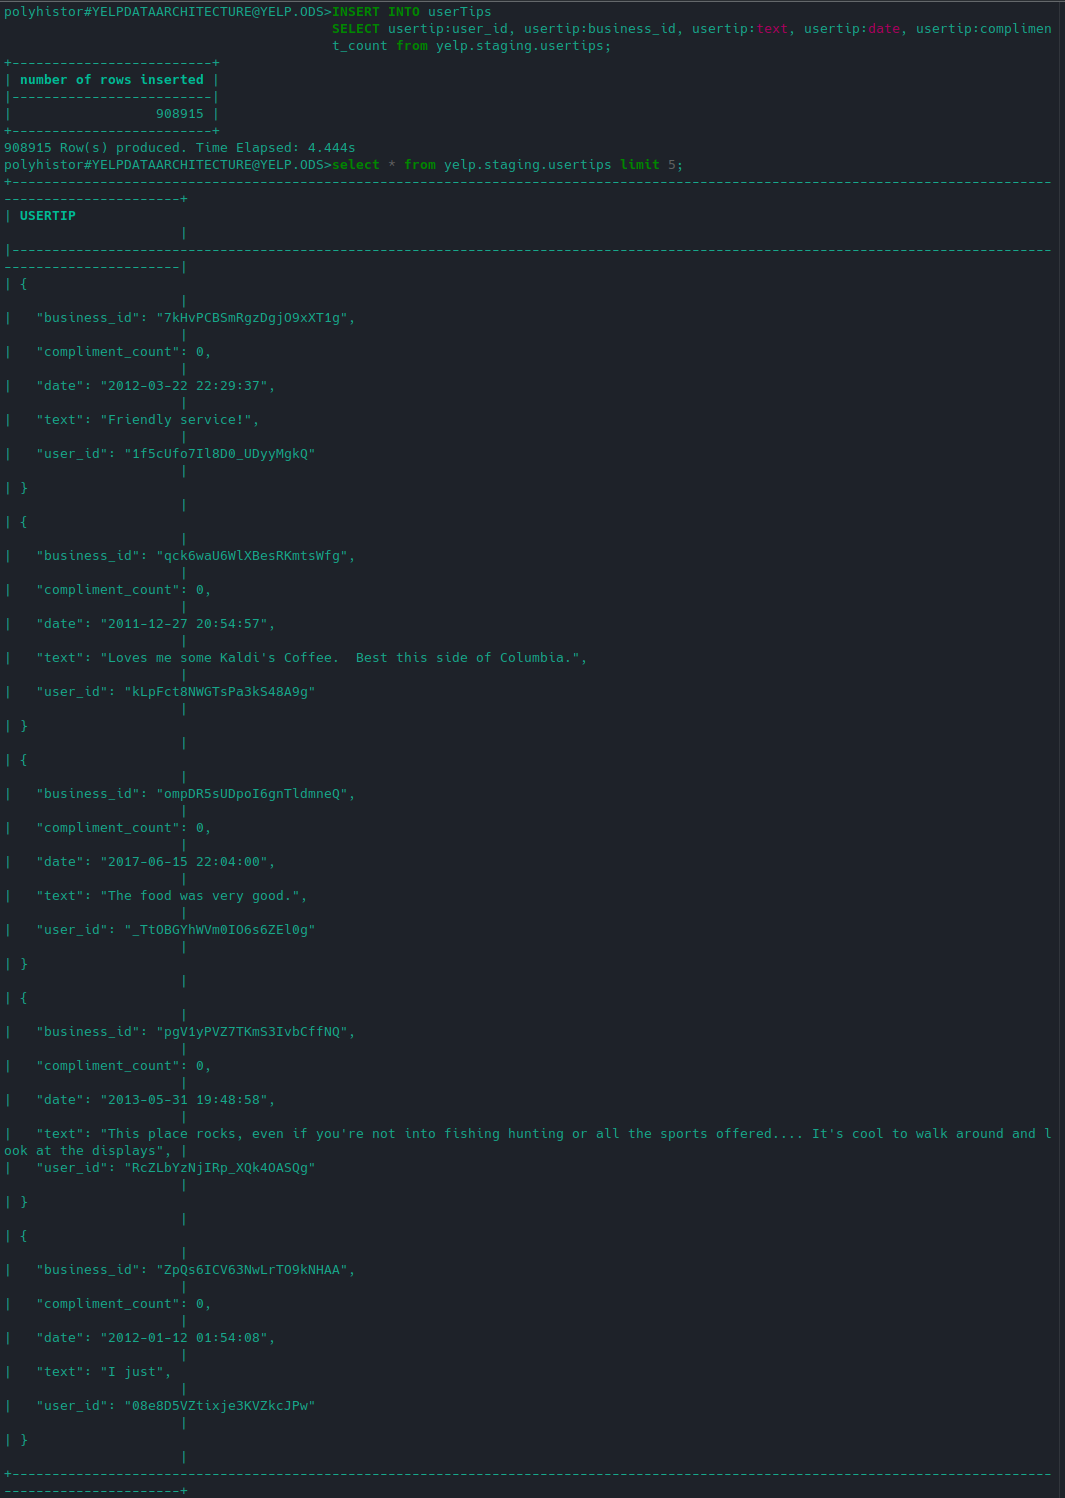 polyhistor#YELPDATAARCHITECTURE@YELP.ODS>INSERT INTO userTips
SELECT usertip:user_id, usertip:business_id, usertip:text, usertip:date, usertip:complimen
t_count from yelp.staging.usertips;
+-------------------------+
| number of rows inserted |
|-------------------------|
|                  908915 |
+-------------------------+
908915 Row(s) produced. Time Elapsed: 4.444s
polyhistor#YELPDATAARCHITECTURE@YELP.ODS>select * from yelp.staging.usertips limit 5;
+----------------------------------------------------------------------------------------------------------------------------------
----------------------+
| USERTIP
                      |
|----------------------------------------------------------------------------------------------------------------------------------
----------------------|
| {
                      |
|   "business_id": "7kHvPCBSmRgzDgjO9xXT1g",
                      |
|   "compliment_count": 0,
                      |
|   "date": "2012-03-22 22:29:37",
                      |
|   "text": "Friendly service!",
                      |
|   "user_id": "1f5cUfo7Il8D0_UDyyMgkQ"
                      |
| }
                      |
| {
                      |
|   "business_id": "qck6waU6WlXBesRKmtsWfg",
                      |
|   "compliment_count": 0,
                      |
|   "date": "2011-12-27 20:54:57",
                      |
|   "text": "Loves me some Kaldi's Coffee.  Best this side of Columbia.",
                      |
|   "user_id": "kLpFct8NWGTsPa3kS48A9g"
                      |
| }
                      |
| {
                      |
|   "business_id": "ompDR5sUDpoI6gnTldmneQ",
                      |
|   "compliment_count": 0,
                      |
|   "date": "2017-06-15 22:04:00",
                      |
|   "text": "The food was very good.",
                      |
|   "user_id": "_TtOBGYhWVm0IO6s6ZEl0g"
                      |
| }
                      |
| {
                      |
|   "business_id": "pgV1yPVZ7TKmS3IvbCffNQ",
                      |
|   "compliment_count": 0,
                      |
|   "date": "2013-05-31 19:48:58",
                      |
|   "text": "This place rocks, even if you're not into fishing hunting or all the sports offered.... It's cool to walk around and l
ook at the displays", |
|   "user_id": "RcZLbYzNjIRp_XQk4OASQg"
                      |
| }
                      |
| {
                      |
|   "business_id": "ZpQs6ICV63NwLrTO9kNHAA",
                      |
|   "compliment_count": 0,
                      |
|   "date": "2012-01-12 01:54:08",
                      |
|   "text": "I just",
                      |
|   "user_id": "08e8D5VZtixje3KVZkcJPw"
                      |
| }
                      |
+----------------------------------------------------------------------------------------------------------------------------------
----------------------+